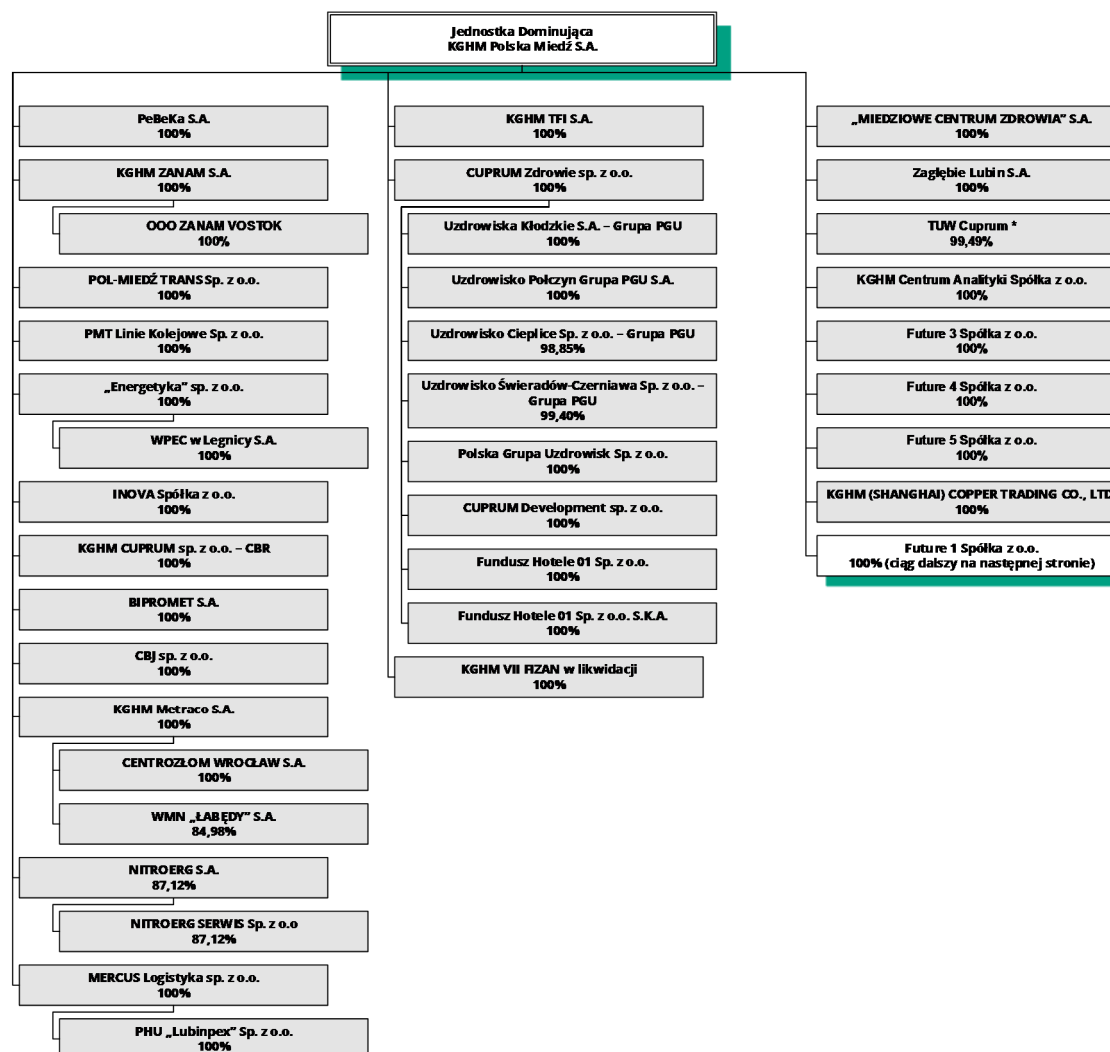 Jednostka Dominująca
KGHM Polska Miedź S.A.
PeBeKa S.A.
100%
KGHM ZANAM S.A.
100%
OOO ZANAM VOSTOK
100%
POL-MIEDŹ TRANS Sp. z o.o.
100%
PMT Linie Kolejowe Sp. z o.o.
100%
„Energetyka” sp. z o.o.
100%
WPEC w Legnicy S.A.
100%
INOVA Spółka z o.o.
100%
KGHM CUPRUM sp. z o.o. – CBR
100%
BIPROMET S.A.
100%
CBJ sp. z o.o.
100%
KGHM Metraco S.A.
100%
CENTROZŁOM WROCŁAW S.A.
100%
WMN „ŁABĘDY” S.A.
84,98%
NITROERG S.A.
87,12%
NITROERG SERWIS Sp. z o.o
87,12%
MERCUS Logistyka sp. z o.o.
100%
PHU „Lubinpex” Sp. z o.o.
100%
KGHM TFI S.A.
100%
CUPRUM Zdrowie sp. z o.o.
100%
Uzdrowiska Kłodzkie S.A. – Grupa PGU
100%
Uzdrowisko Połczyn Grupa PGU S.A.
100%
Uzdrowisko Cieplice Sp. z o.o. – Grupa PGU
98,85%
Uzdrowisko Świeradów-Czerniawa Sp. z o.o. –
Grupa PGU
99,40%
Polska Grupa Uzdrowisk Sp. z o.o.
100%
CUPRUM Development sp. z o.o.
100%
Fundusz Hotele 01 Sp. z o.o.
100%
Fundusz Hotele 01 Sp. z o.o. S.K.A.
100%
KGHM VII FIZAN w likwidacji
100%
„MIEDZIOWE CENTRUM ZDROWIA” S.A.
100%
Zagłębie Lubin S.A.
100%
TUW Cuprum *
99,49%
KGHM Centrum Analityki Spółka z o.o.
100%
Future 3 Spółka z o.o.
100%
Future 4 Spółka z o.o.
100%
Future 5 Spółka z o.o.
100%
KGHM (SHANGHAI) COPPER TRADING CO., LTD
100%
Future 1 Spółka z o.o.
100% (ciąg dalszy na następnej stronie)